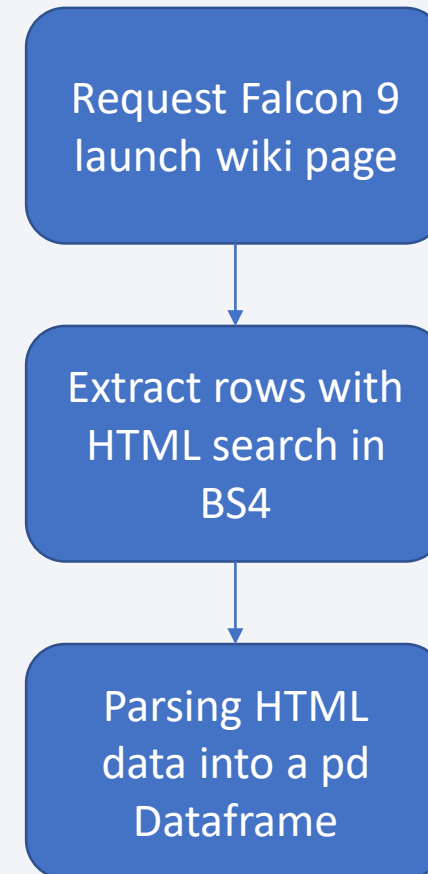 Request Falcon 9
launch wiki page
Extract rows with
HTML search in
BS4
Parsing HTML
data into a pd
Dataframe